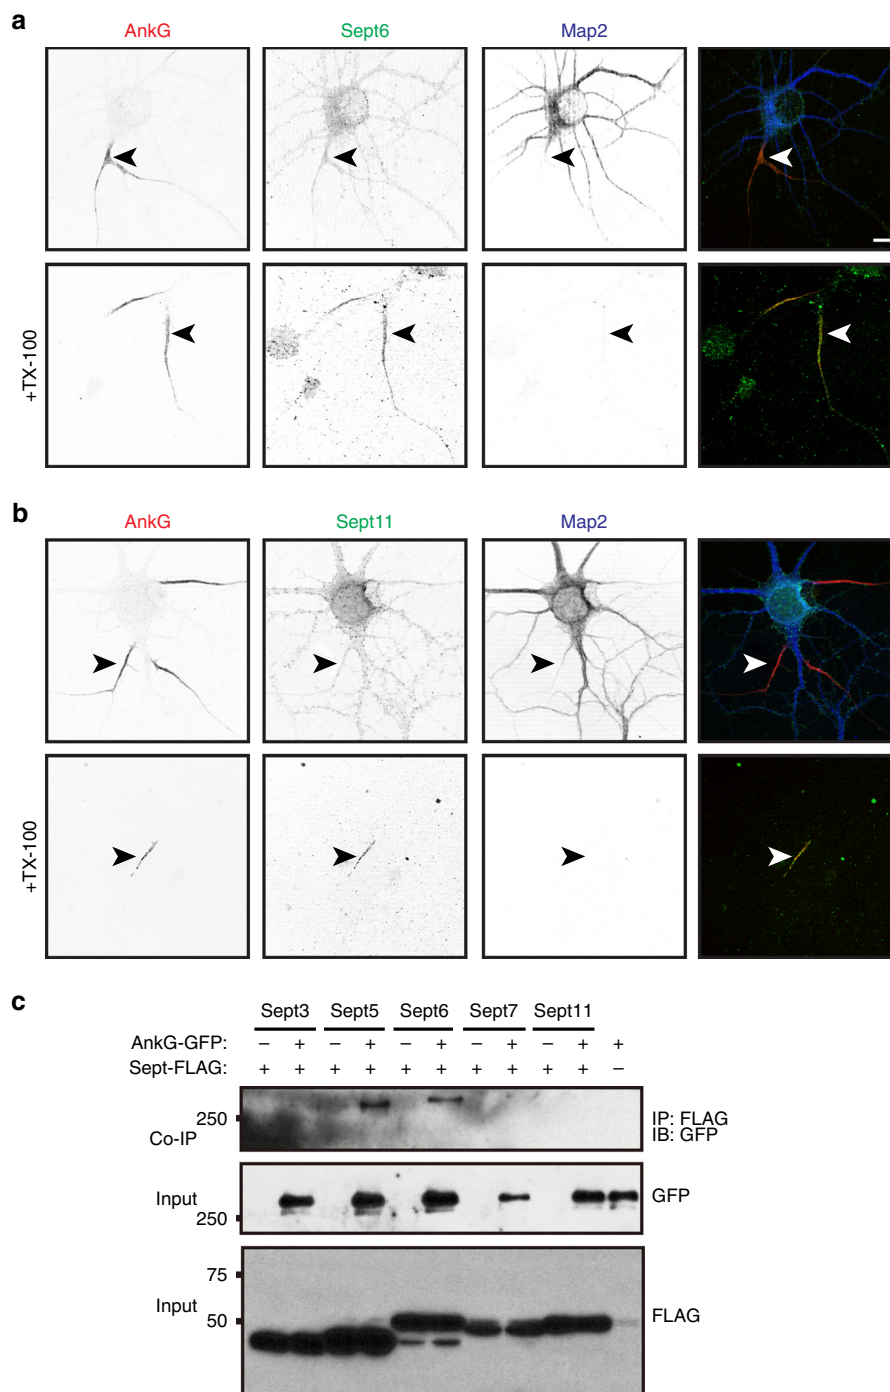 a
AnkG Sept6 Map2
+TX-100
b
AnkG Sept11 Map2
+TX-100
c
Sept3 Sept5 Sept6 Sept7 Sept11
AnkG-GFP: – + – + – + – + – + +
Sept-FLAG: + + + + + + + + + + –
250
Co-IP
IP: FLAG
IB: GFP
Input
250
GFP
75
Input
50
FLAG